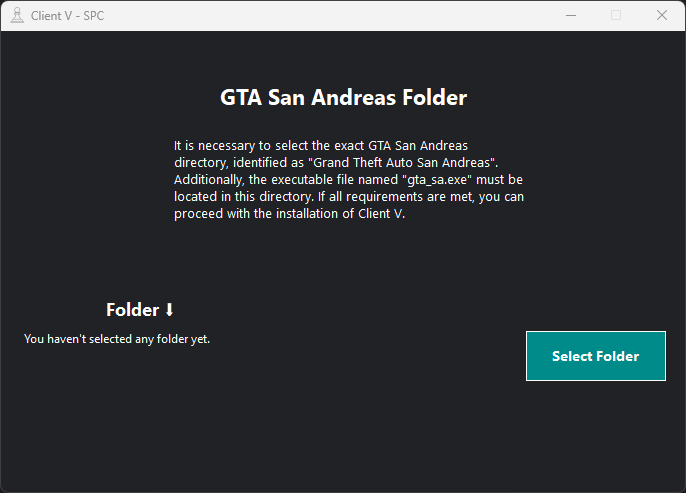 Client V - SPC
GTA San Andreas Folder
It is necessary to select the exact GTA San Andreas
directory, identified as "Grand Theft Auto San Andreas".
Additionally, the executable file named "gta_sa.exe" must be
located in this directory. If all requirements are met, you can
proceed with the installation of Client V.
Folder ⬇
You haven't selected any folder yet.
Select Folder